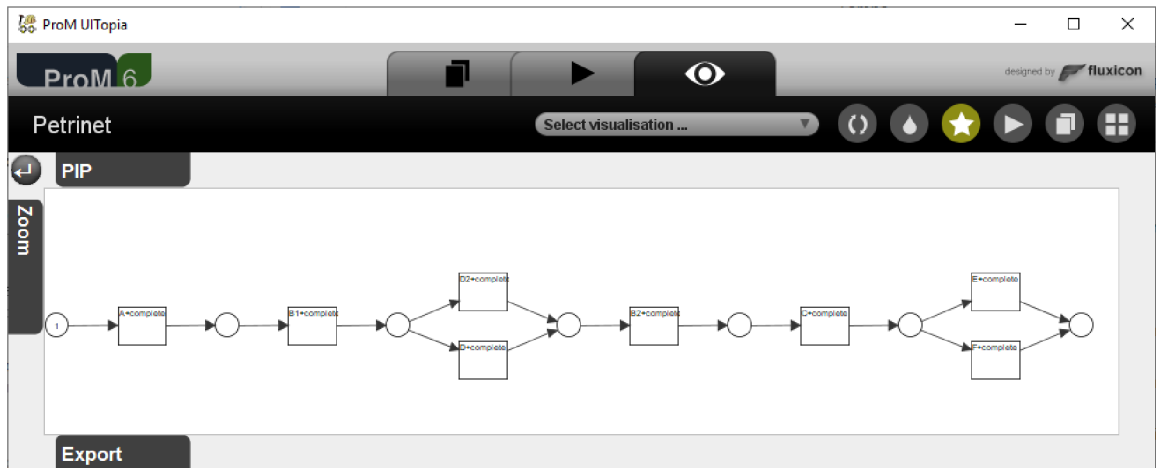 ProM UITopia
ProM 6
designed by fluxicon
Petrinet
Select visualisation ...
PIP
Zoom
D2+complete
E+complete
A+complete
B1+complete
B2+complete
C+complete
1
D+complete
F+complete
Export